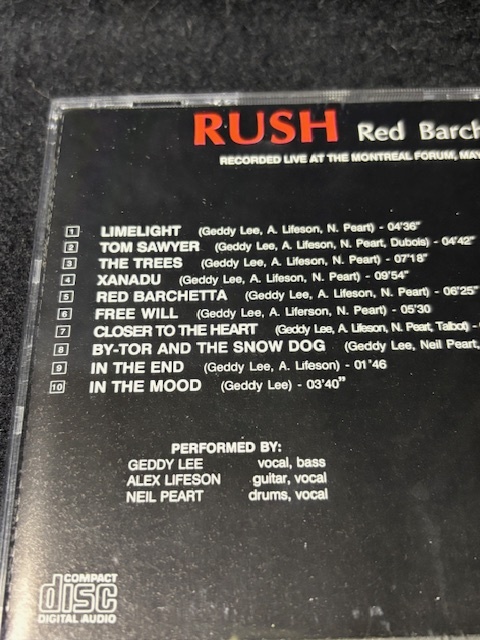 RUSH Red Barch
RECORDED LIVE AT THE MONTREAL FORUM, MAY
1 LIMELIGHT (Geddy Lee, A. Lifeson, N. Peart) - 04'36"
2 TOM SAWYER (Geddy Lee, A. Lifeson, N. Peart, Dubois) - 04'42"
3 THE TREES (Geddy Lee, A. Lifeson, N. Peart) - 07'18"
4 XANADU (Geddy Lee, A. Lifeson, N. Peart) - 09'54"
5 RED BARCHETTA (Geddy Lee, A. Lifeson, N. Peart) - 06'25"
6 FREE WILL (Geddy Lee, A. Liferson, N. Peart) - 05'30
7 CLOSER TO THE HEART (Geddy Lee, A. Lifeson, N. Peart, Talbot) -
8 BY-TOR AND THE SNOW DOG (Geddy Lee, Neil Peart,
9 IN THE END (Geddy Lee, A. Lifeson) - 01"46
10 IN THE MOOD (Geddy Lee) - 03'40"
PERFORMED BY:
GEDDY LEE vocal, bass
ALEX LIFESON guitar, vocal
NEIL PEART drums, vocal
COMPACT
disc
DIGITAL AUDIO